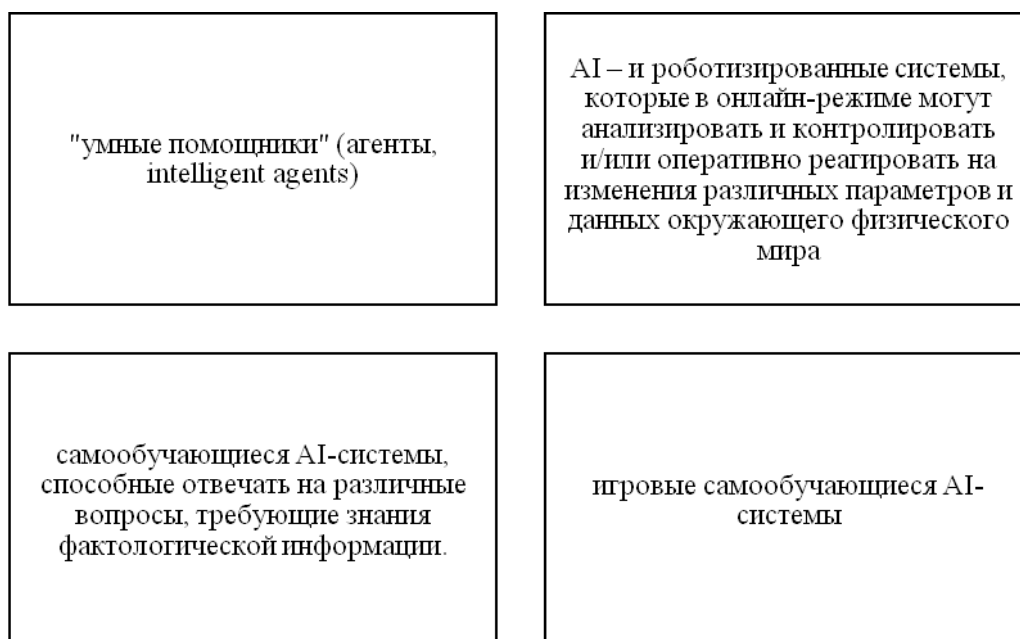 "умные помощники" (агенты,
intelligent agents)
AI – и роботизированные системы,
которые в онлайн-режиме могут
анализировать и контролировать
и/или оперативно реагировать на
изменения различных параметров и
данных окружающего физического
мира
самообучающиеся AI-системы,
способные отвечать на различные
вопросы, требующие знания
фактологической информации.
игровые самообучающиеся AI-
системы